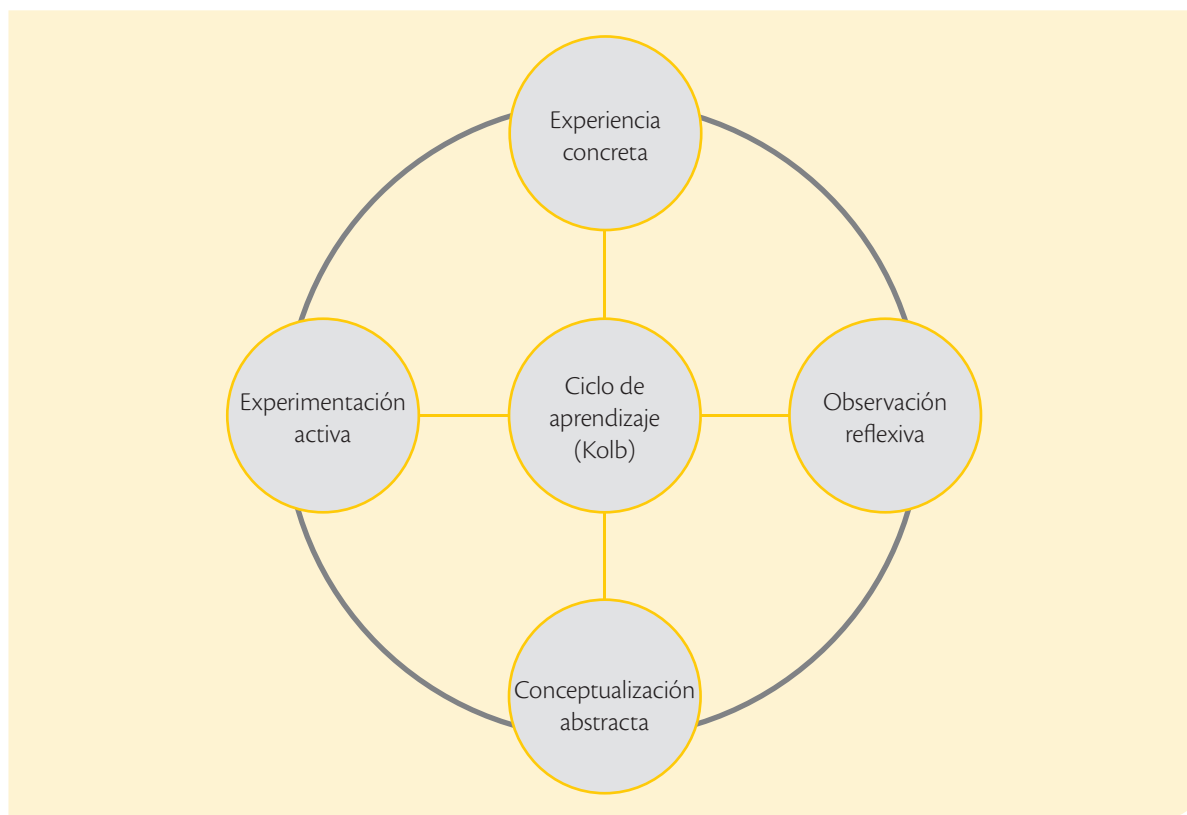 Experiencia
concreta
Experimentación
activa
Ciclo de
aprendizaje
(Kolb)
Observación
reflexiva
Conceptualización
abstracta